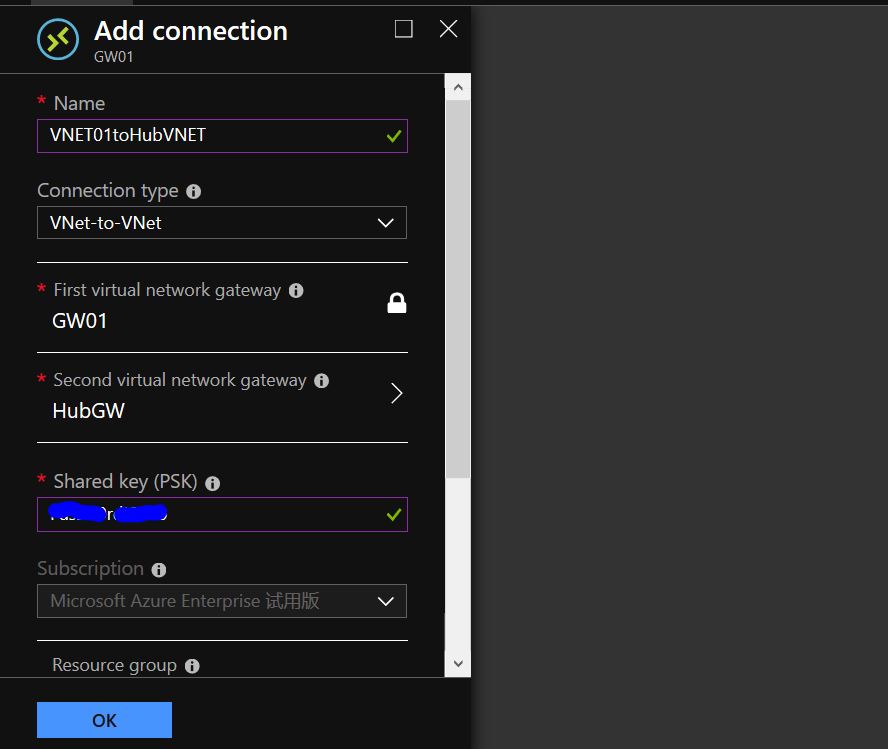 Add connection
GW01
* Name
VNET01toHubVNET
Connection type
VNet-to-VNet
* First virtual network gateway
GW01
* Second virtual network gateway
HubGW
* Shared key (PSK)
Subscription
Microsoft Azure Enterprise 试用版
Resource group
OK